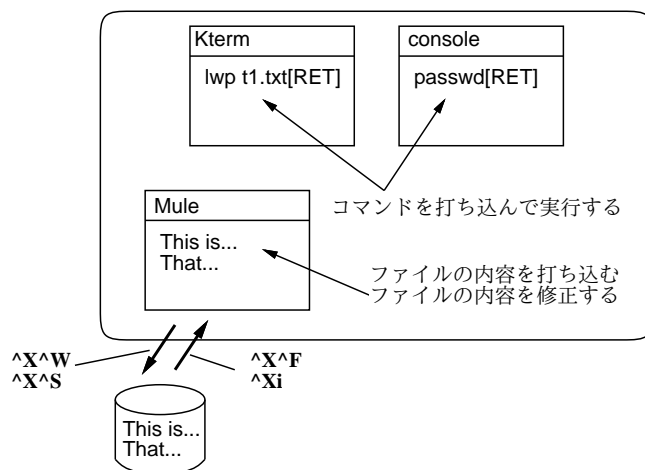 Kterm
lwp t1.txt[RET]
console
passwd[RET]
コマンドを打ち込んで実行する
Mule
This is...
That...
ファイルの内容を打ち込む
ファイルの内容を修正する
^X^W
^X^S
^X^F
^Xi
This is...
That...